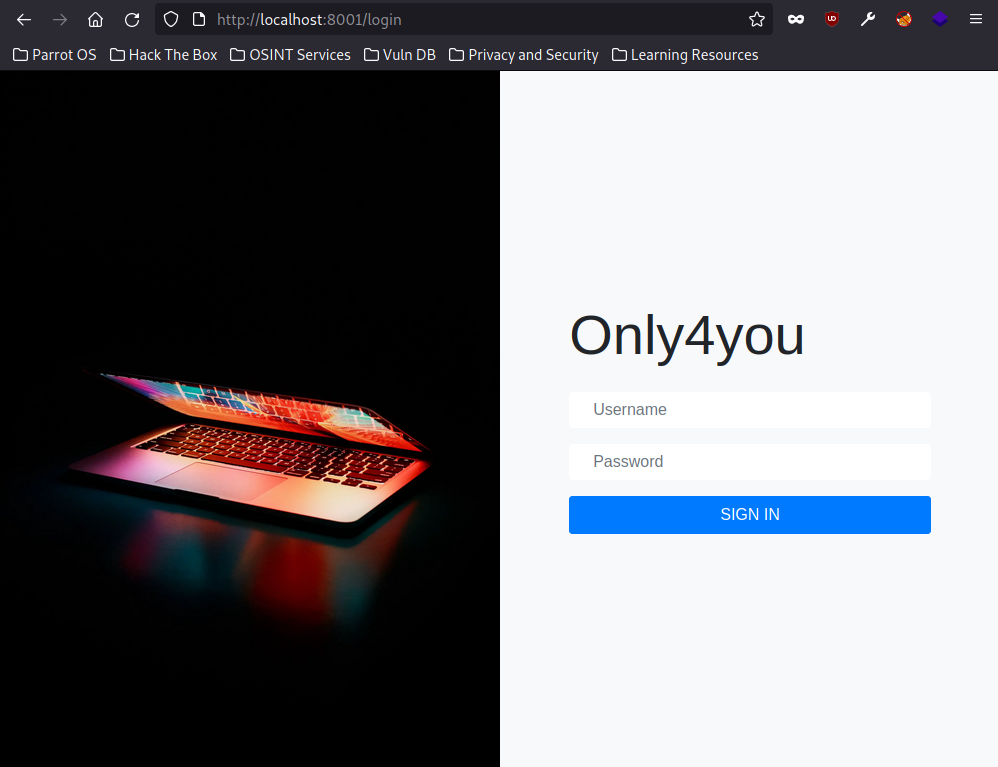 http://localhost:8001/login
Parrot OS Hack The Box OSINT Services Vuln DB Privacy and Security Learning Resources
Only4you
Username
Password
SIGN IN